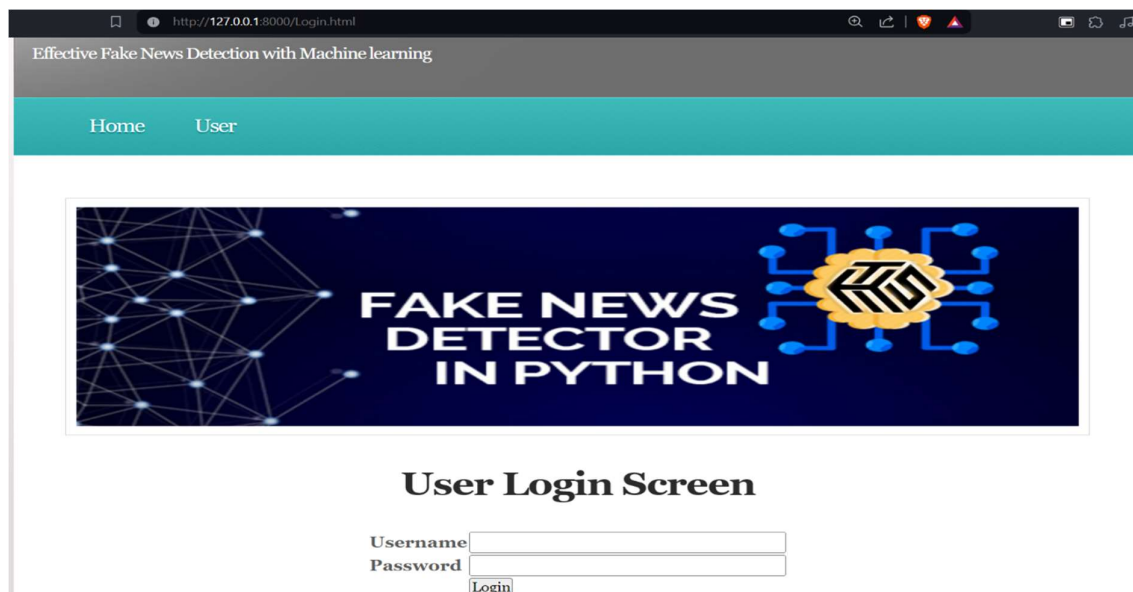 http://127.0.0.1:8000/Login.html
Effective Fake News Detection with Machine learning
Home User
FAKE NEWS
DETECTOR
IN PYTHON
User Login Screen
Username
Password
Login